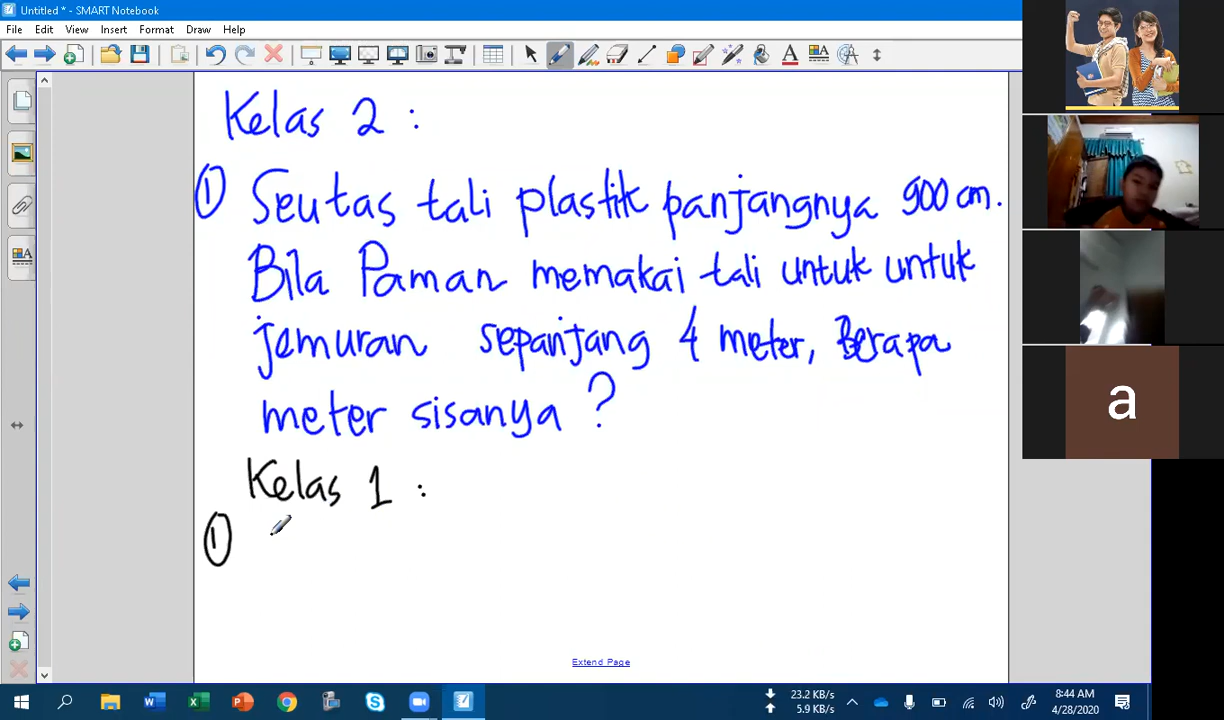 Untitled * - SMART Notebook
File Edit View Insert Format Draw Help
Kelas 2 :
① Seutas tali plastik panjangnya 900 cm.
Bila Paman memakai tali untuk untuk
jemuran sepanjang 4 meter, Berapa
meter sisanya ?
Kelas 1 :
①
Extend Page
a
23.2 KB/s
5.9 KB/s
8:44 AM
4/28/2020